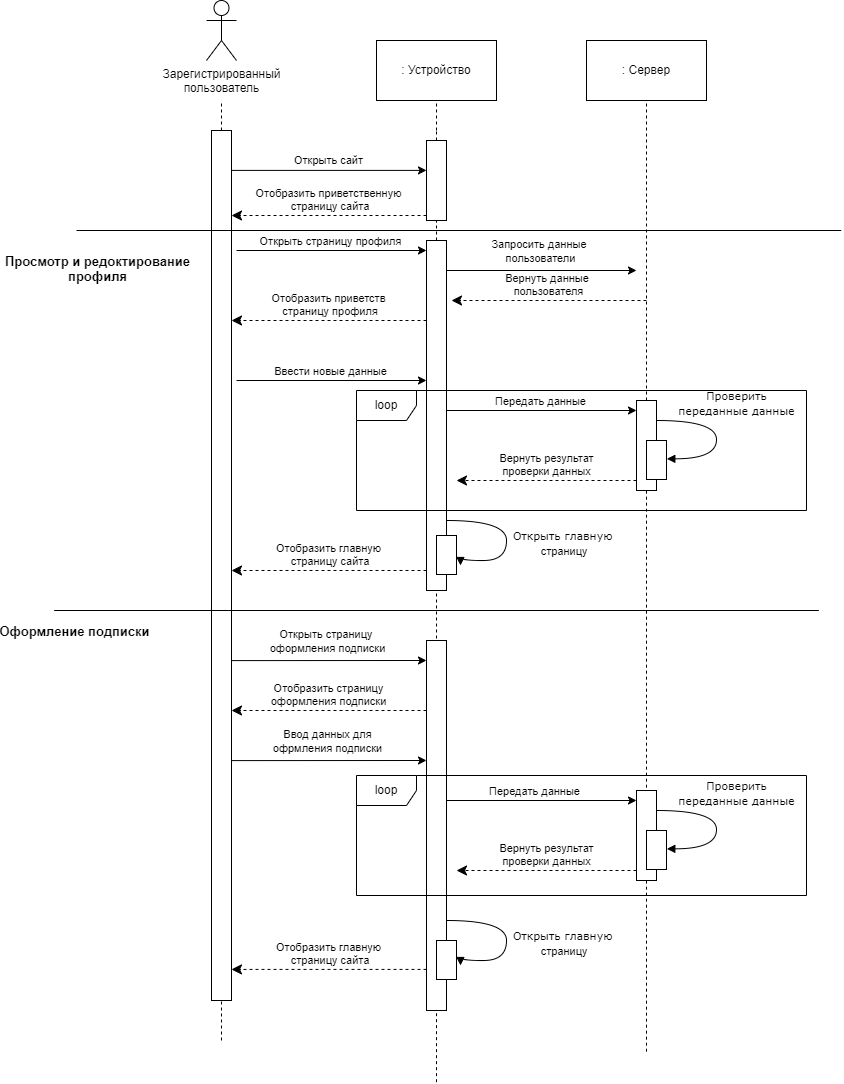 Зарегистрированный
пользователь
: Устройство
: Сервер
Открыть сайт
Отобразить приветственную
страницу сайта
Просмотр и редоктирование
профиля
Открыть страницу профиля
Запросить данные
пользователи
Вернуть данные
пользователя
Отобразить приветств
страницу профиля
Ввести новые данные
loop
Передать данные
Проверить
переданные данные
Вернуть результат
проверки данных
Открыть главную
страницу
Отобразить главную
страницу сайта
Оформление подписки
Открыть страницу
оформления подписки
Отобразить страницу
оформления подписки
Ввод данных для
офрмления подписки
loop
Передать данные
Проверить
переданные данные
Вернуть результат
проверки данных
Открыть главную
страницу
Отобразить главную
страницу сайта